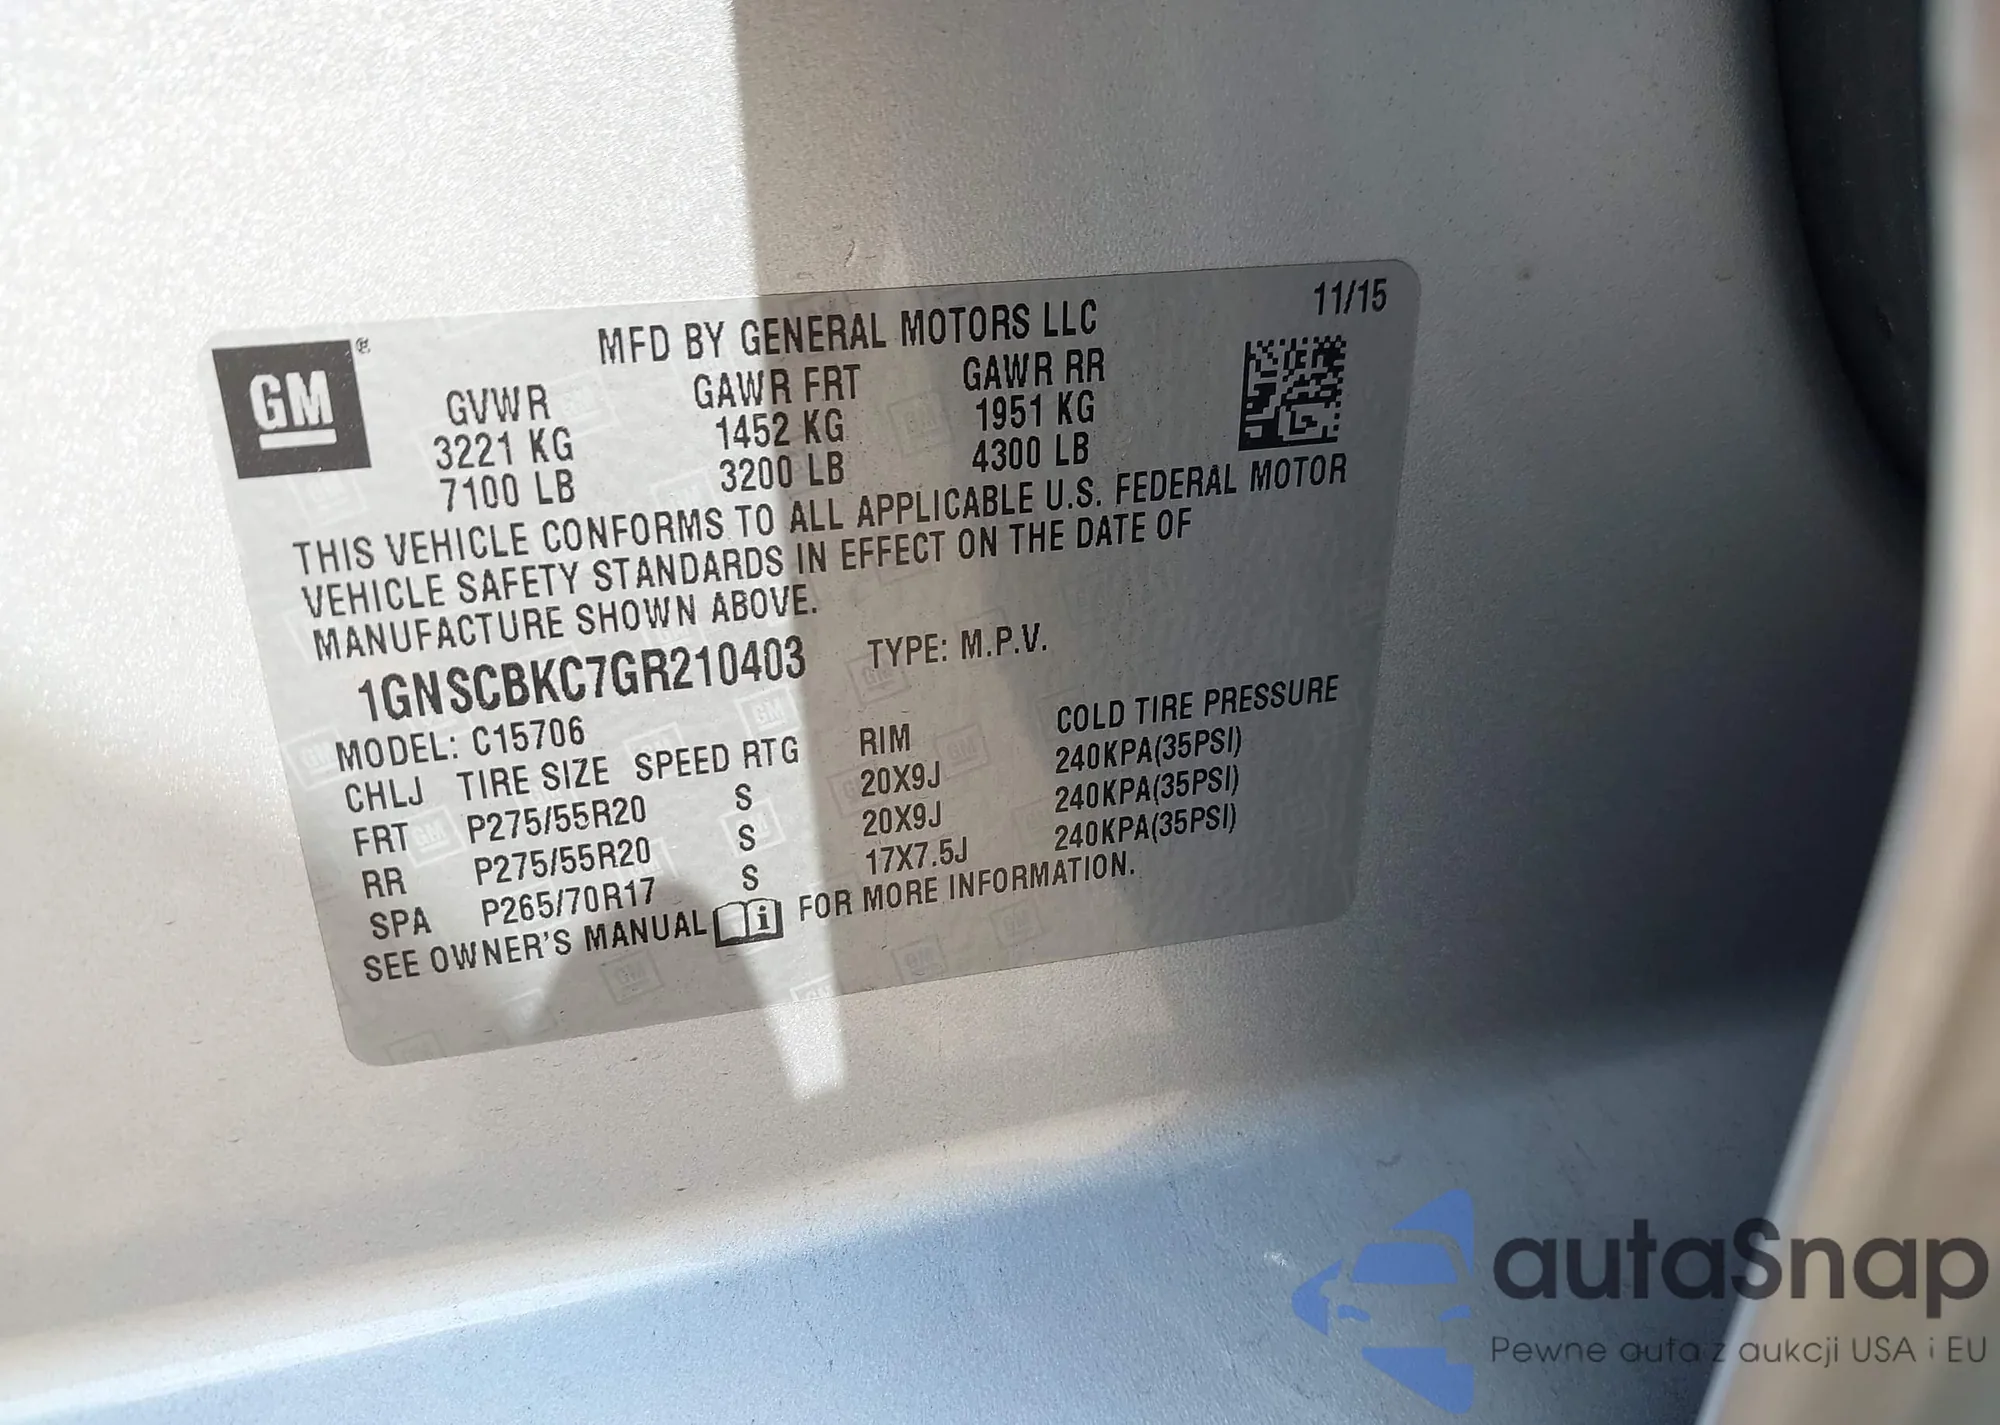 11/15
MFD BY GENERAL MOTORS LLC
GM ®
GVWR GAWR FRT GAWR RR
3221 KG 1452 KG 1951 KG
7100 LB 3200 LB 4300 LB
THIS VEHICLE CONFORMS TO ALL APPLICABLE U.S. FEDERAL MOTOR
VEHICLE SAFETY STANDARDS IN EFFECT ON THE DATE OF
MANUFACTURE SHOWN ABOVE.
1GNSCBKC7GR210403 TYPE: M.P.V.
MODEL: C15706
CHLJ TIRE SIZE SPEED RTG RIM COLD TIRE PRESSURE
FRT P275/55R20 S 20X9J 240KPA(35PSI)
RR P275/55R20 S 20X9J 240KPA(35PSI)
SPA P265/70R17 S 17X7.5J 240KPA(35PSI)
SEE OWNER'S MANUAL i FOR MORE INFORMATION.
autaSnap
Pewne auta z aukcji USA i EU